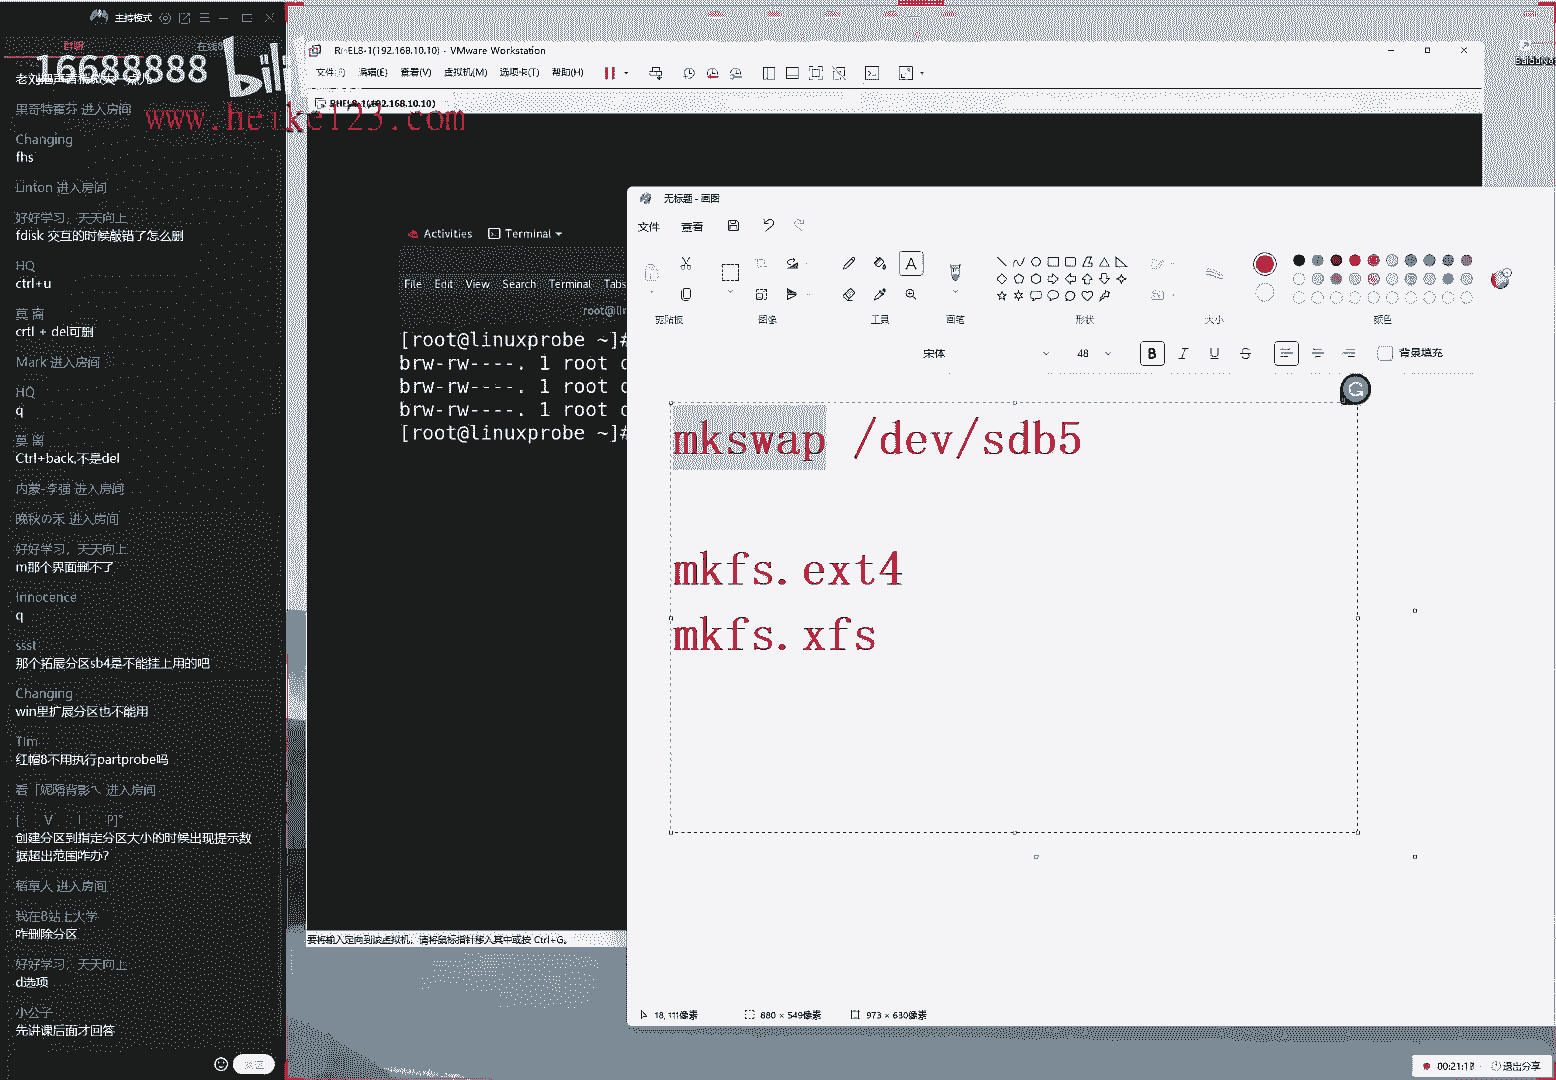 主持模式
16688888
bili
www.heike123.com
黑哥特霍芬 进入房间
Changing
fhs
Linton 进入房间
好好学习，天天向上
fdisk 交互的时候敲错了怎么删
HQ
ctrl+u
莫 离
crtl + del可删
Mark 进入房间
HQ
q
莫 离
Ctrl+back,不是del
内蒙-李强 进入房间
晚秋の禾 进入房间
好好学习，天天向上
m那个界面删不了
Innocence
q
ssst
那个拓展分区sb4是不能挂上用的吧
Changing
win里扩展分区也不能用
Tim
红帽8不用执行partprobe吗
进入房间
创建分区到指定分区大小的时候出现提示数
据超出范围咋办?
稻草人 进入房间
我在B站上大学
咋删除分区
好好学习，天天向上
d选项
小公子
先讲课后面才回答
RHEL8-1(192.168.10.10) - VMware Workstation
文件(F) 编辑(E) 查看(V) 虚拟机(M) 选项卡(T) 帮助(H)
RHEL8-1(192.168.10.10)
Activities Terminal
File Edit View Search Terminal Tabs
[root@linuxprobe ~]#
brw-rw----. 1 root
brw-rw----. 1 root
brw-rw----. 1 root
[root@linuxprobe ~]#
要将输入定向到该虚拟机，请将鼠标指针移入其中或按 Ctrl+G。
无标题 - 画图
文件 查看
剪贴板 图像 工具 画笔 形状 大小 颜色
宋体 48 B I U 背景填充
mkswap /dev/sdb5
mkfs.ext4
mkfs.xfs
18, 111像素 880 × 549像素 973 × 630像素
00:21:18 退出分享